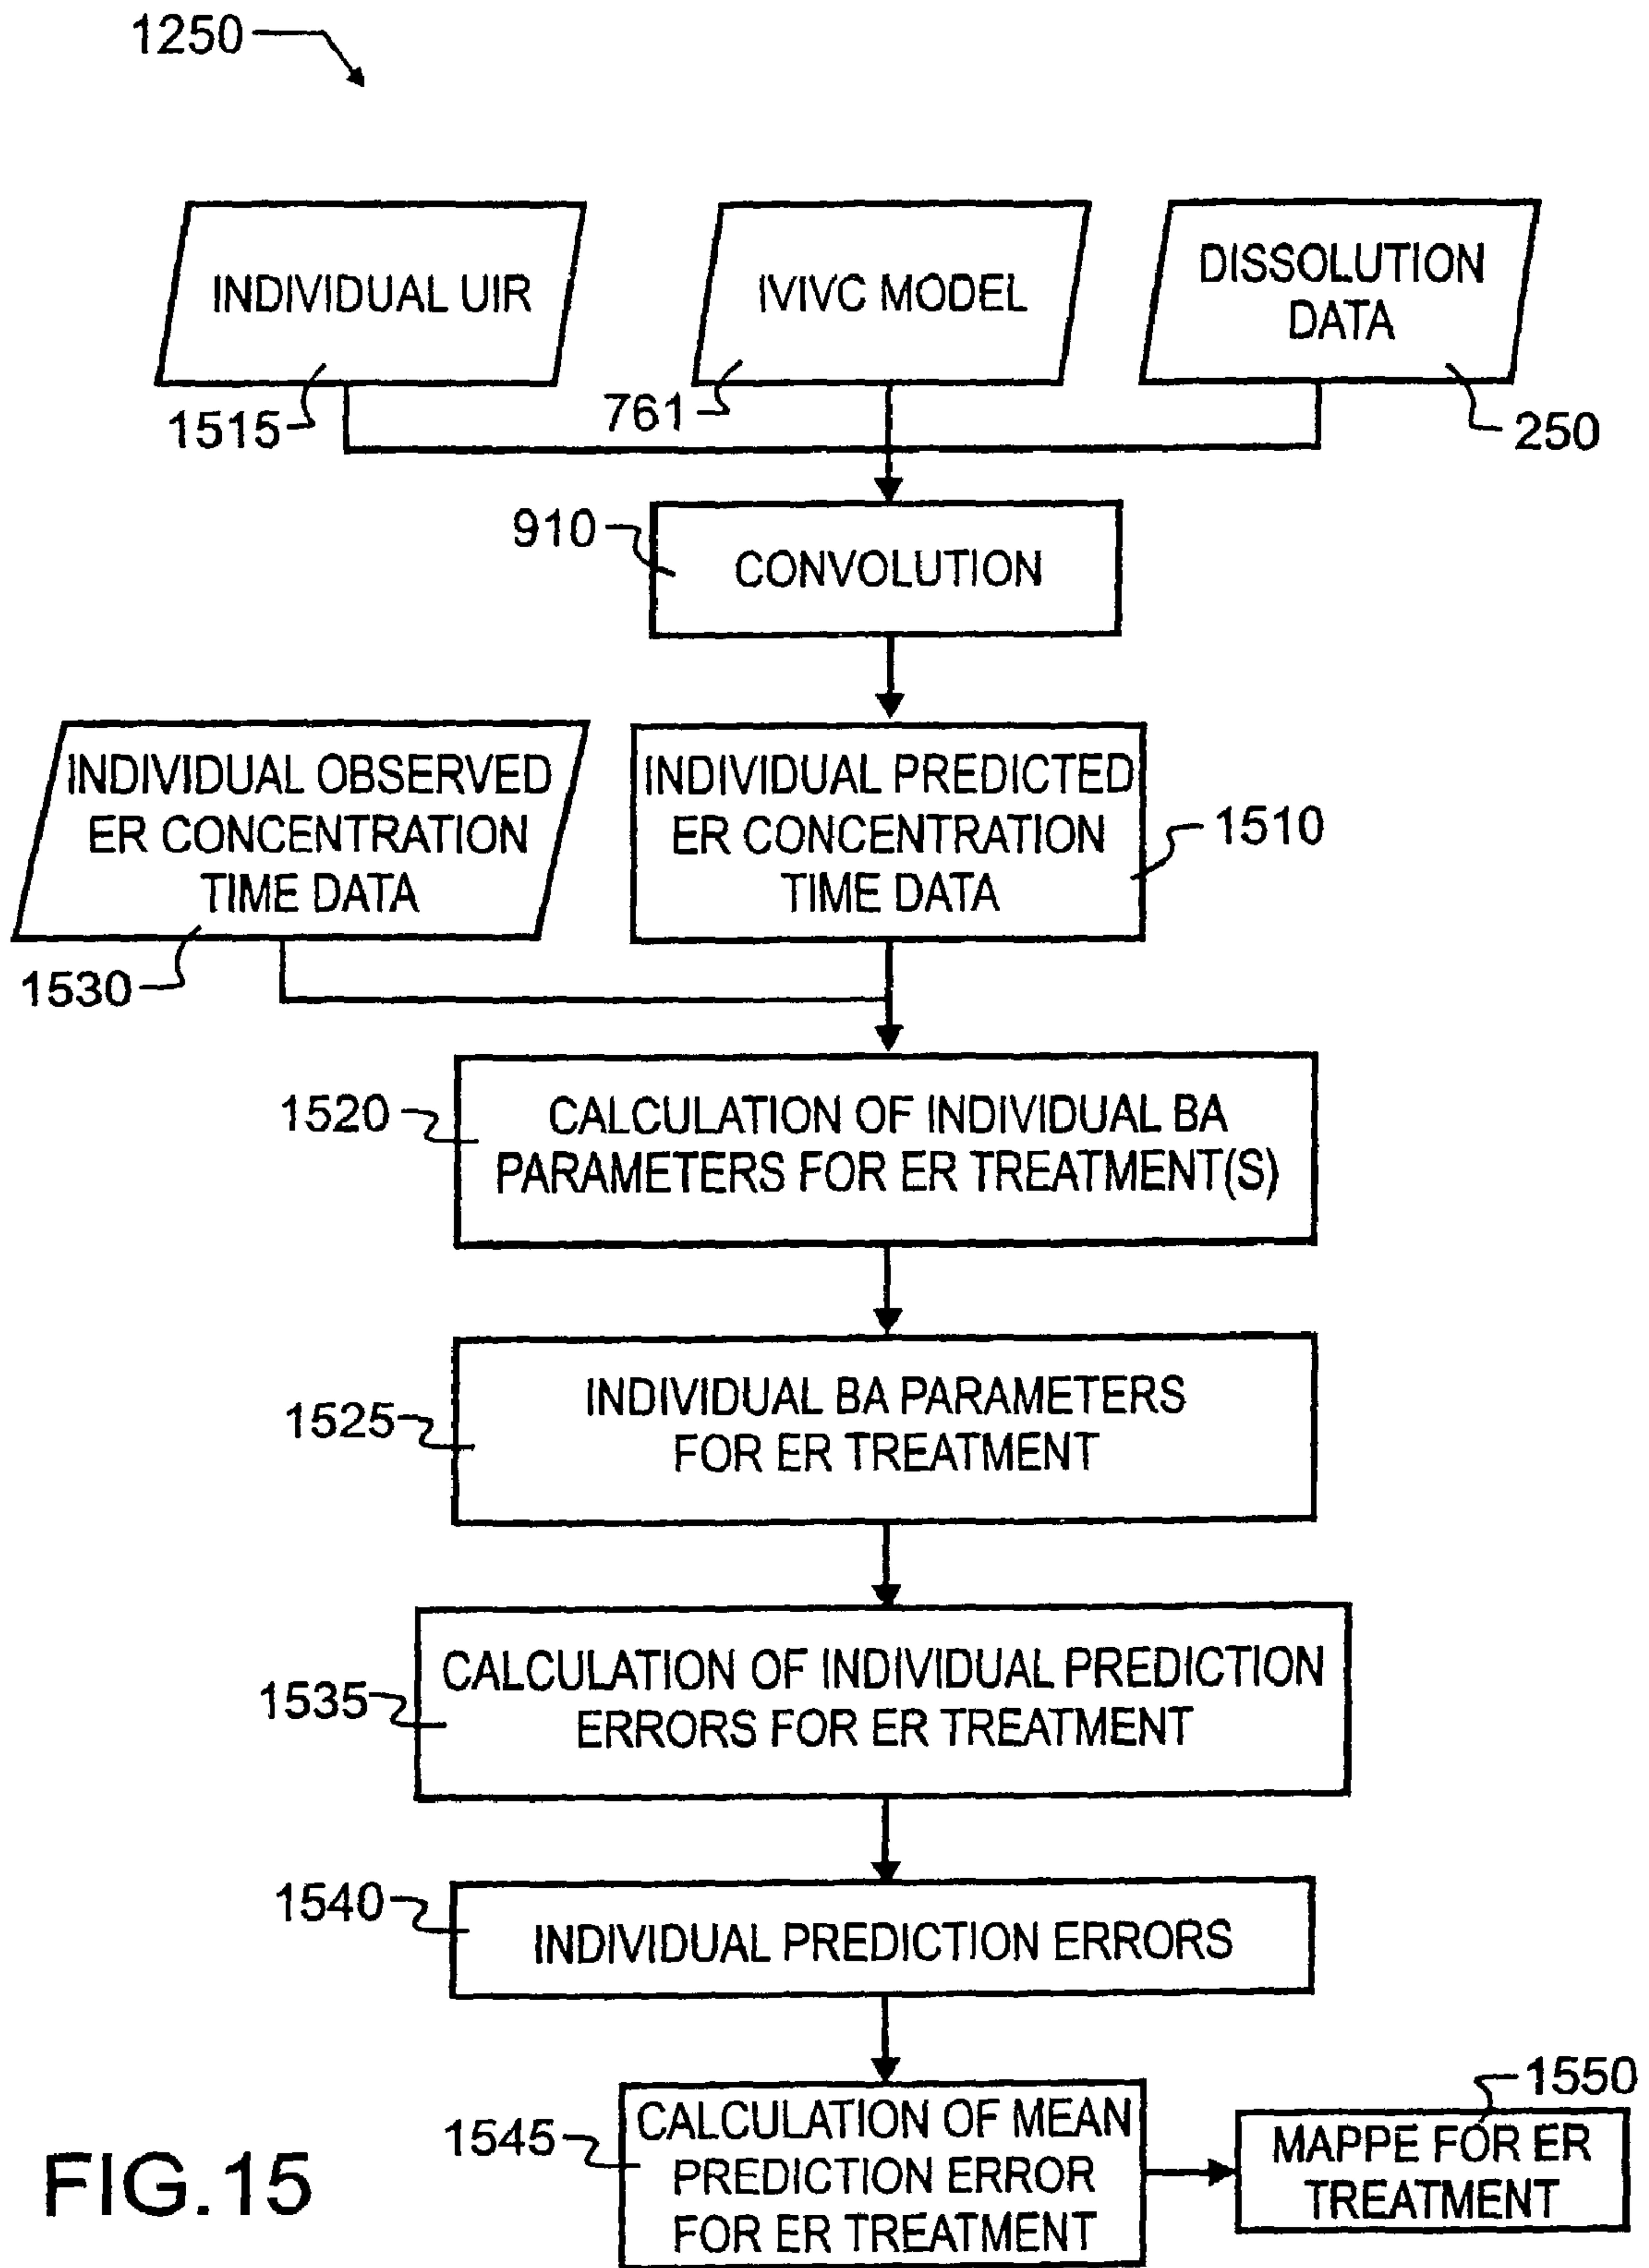 1250
INDIVIDUAL UIR
IVIVC MODEL
DISSOLUTION
DATA
1515
761
250
910
CONVOLUTION
INDIVIDUAL OBSERVED
ER CONCENTRATION
TIME DATA
INDIVIDUAL PREDICTED
ER CONCENTRATION
TIME DATA
1510
1530
1520
CALCULATION OF INDIVIDUAL BA
PARAMETERS FOR ER TREATMENT(S)
1525
INDIVIDUAL BA PARAMETERS
FOR ER TREATMENT
1535
CALCULATION OF INDIVIDUAL PREDICTION
ERRORS FOR ER TREATMENT
1540
INDIVIDUAL PREDICTION ERRORS
1545
CALCULATION OF MEAN
PREDICTION ERROR
FOR ER TREATMENT
1550
MAPPE FOR ER
TREATMENT
FIG.15